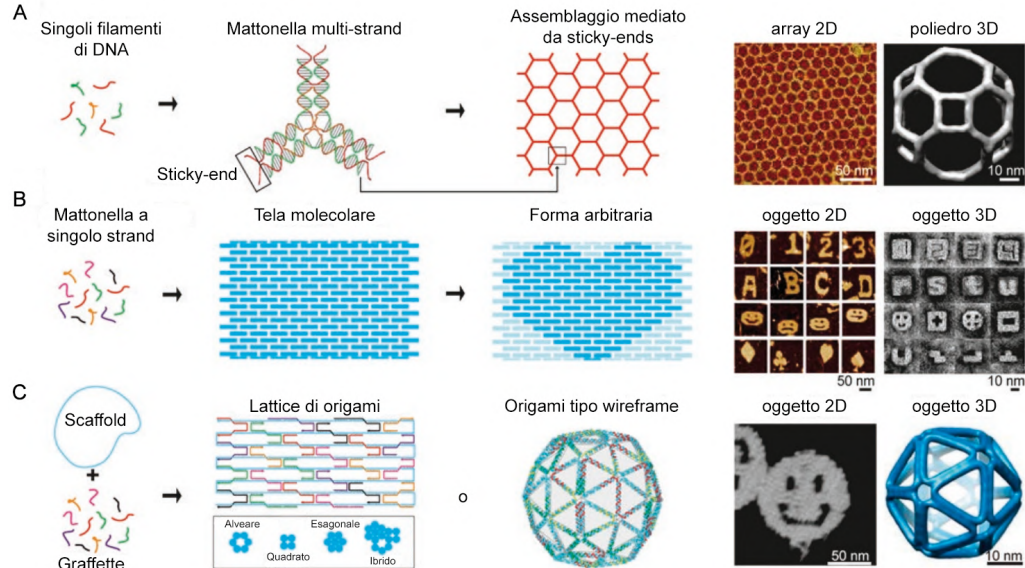 A
Singoli filamenti
di DNA
Mattonella multi-strand
Assemblaggio mediato
da sticky-ends
array 2D
poliedro 3D
Sticky-end
50 nm
10 nm
B
Mattonella a
singolo strand
Tela molecolare
Forma arbitraria
oggetto 2D
oggetto 3D
0 1 2 3
A B C D
r s t u
50 nm
10 nm
C
Scaffold
+
Graffette
Lattice di origami
Alveare
Quadrato
Esagonale
Ibrido
o
Origami tipo wireframe
oggetto 2D
oggetto 3D
50 nm
10 nm